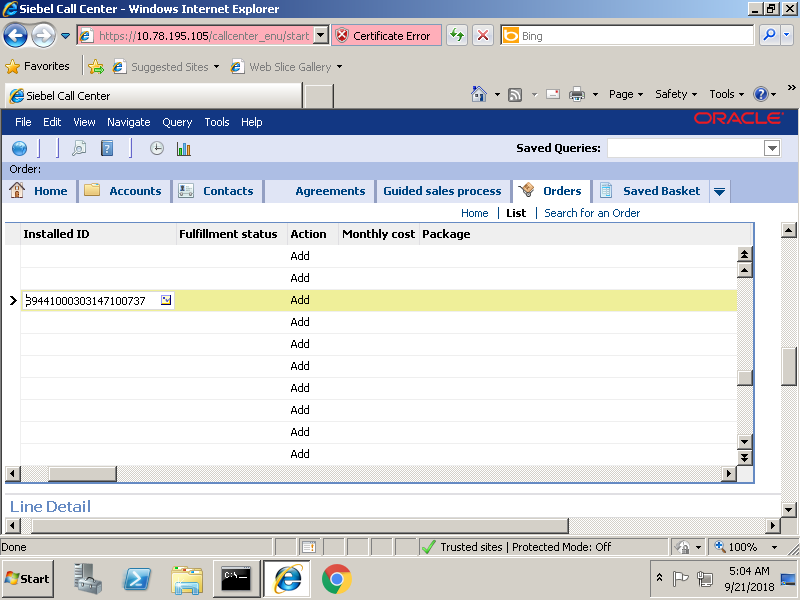 Siebel Call Center - Windows Internet Explorer
https://10.78.195.105/callcenter_enu/start
Certificate Error
Bing
Favorites
Suggested Sites
Web Slice Gallery
Siebel Call Center
Page
Safety
Tools
»
File Edit View Navigate Query Tools Help
ORACLE
Saved Queries:
Order:
Home Accounts Contacts Agreements Guided sales process Orders Saved Basket
Home | List | Search for an Order
Installed ID Fulfillment status Action Monthly cost Package
Add
Add
39441000303147100737 Add
Add
Add
Add
Add
Add
Add
Add
Line Detail
Done
Trusted sites | Protected Mode: Off
100%
Start
C:\.
5:04 AM
9/21/2018